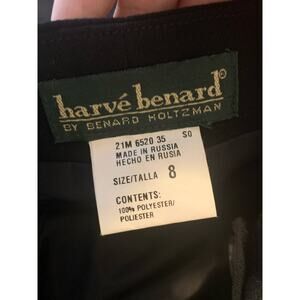 harvé benard®
BY BENARD HOLTZMAN
21M 6520 35 SO
MADE IN RUSSIA
HECHO EN RUSIA
SIZE/TALLA 8
CONTENTS:
100% POLYESTER/
POLIESTER